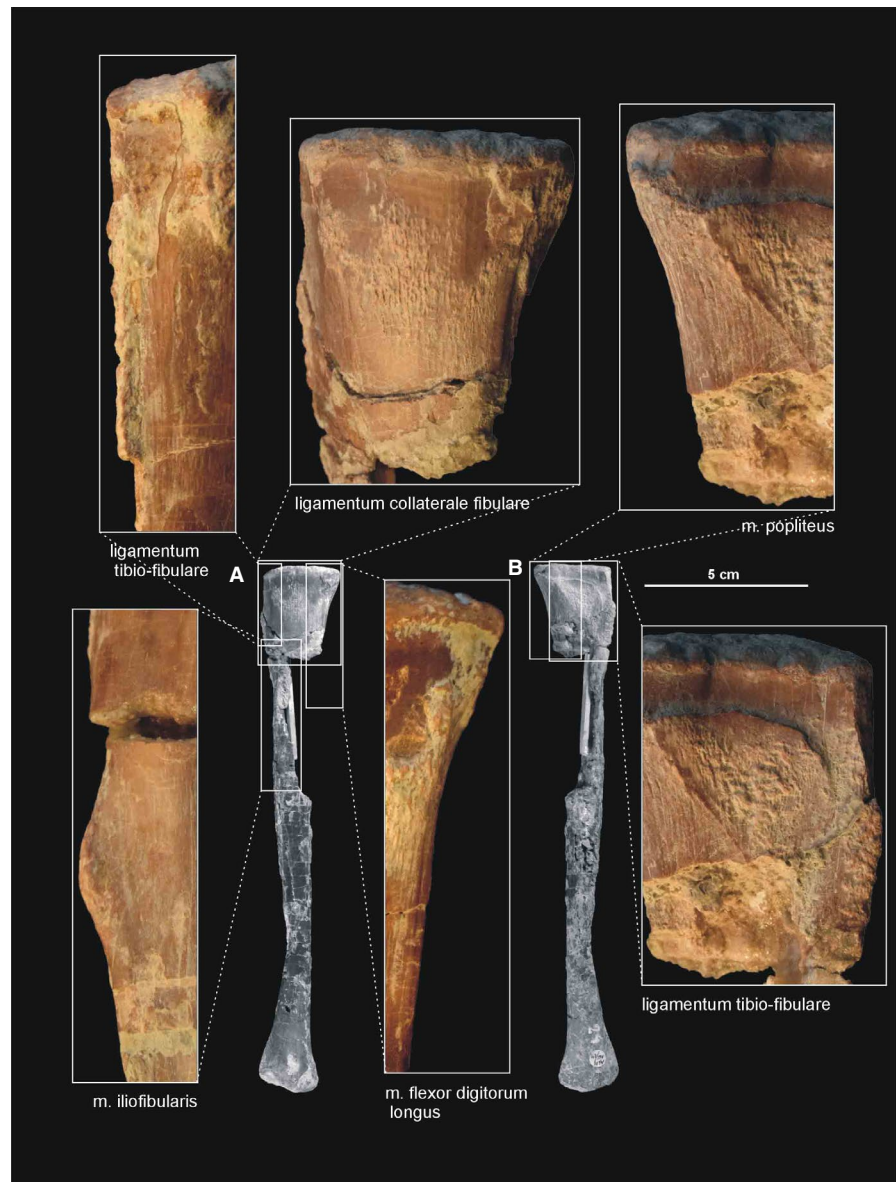 ligamentum collaterale fibulare
m. popliteus
ligamentum
tibio-fibulare
A
B
5 cm
ligamentum tibio-fibulare
m. iliofibularis
m. flexor digitorum
longus